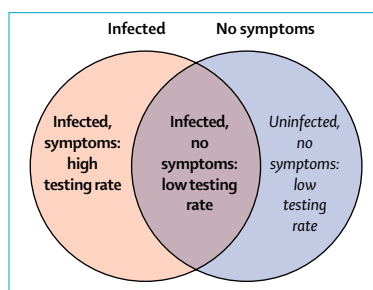 Infected
No symptoms
Infected,
symptoms:
high
testing rate
Infected,
no
symptoms:
low testing
rate
Uninfected,
no
symptoms:
low
testing
rate